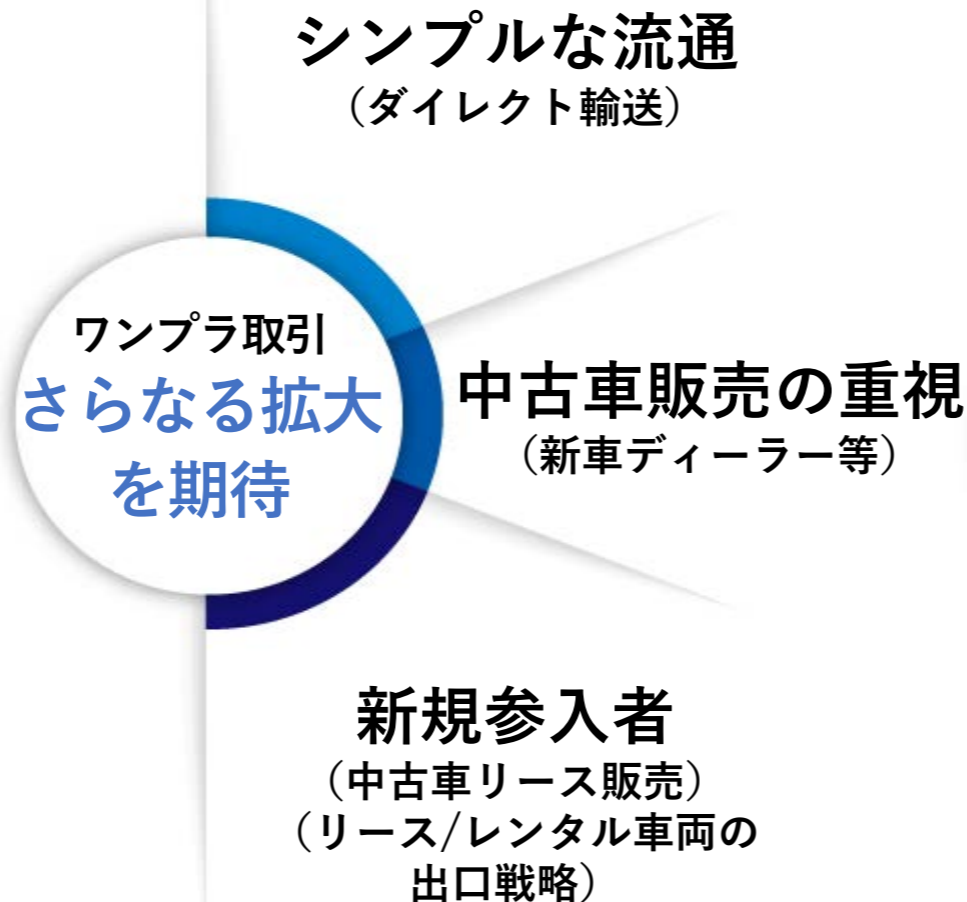 シンプルな流通
（ダイレクト輸送）
ワンプラ取引
さらなる拡大
を期待
中古車販売の重視
（新車ディーラー等）
新規参入者
（中古車リース販売）
（リース/レンタル車両の
出口戦略）